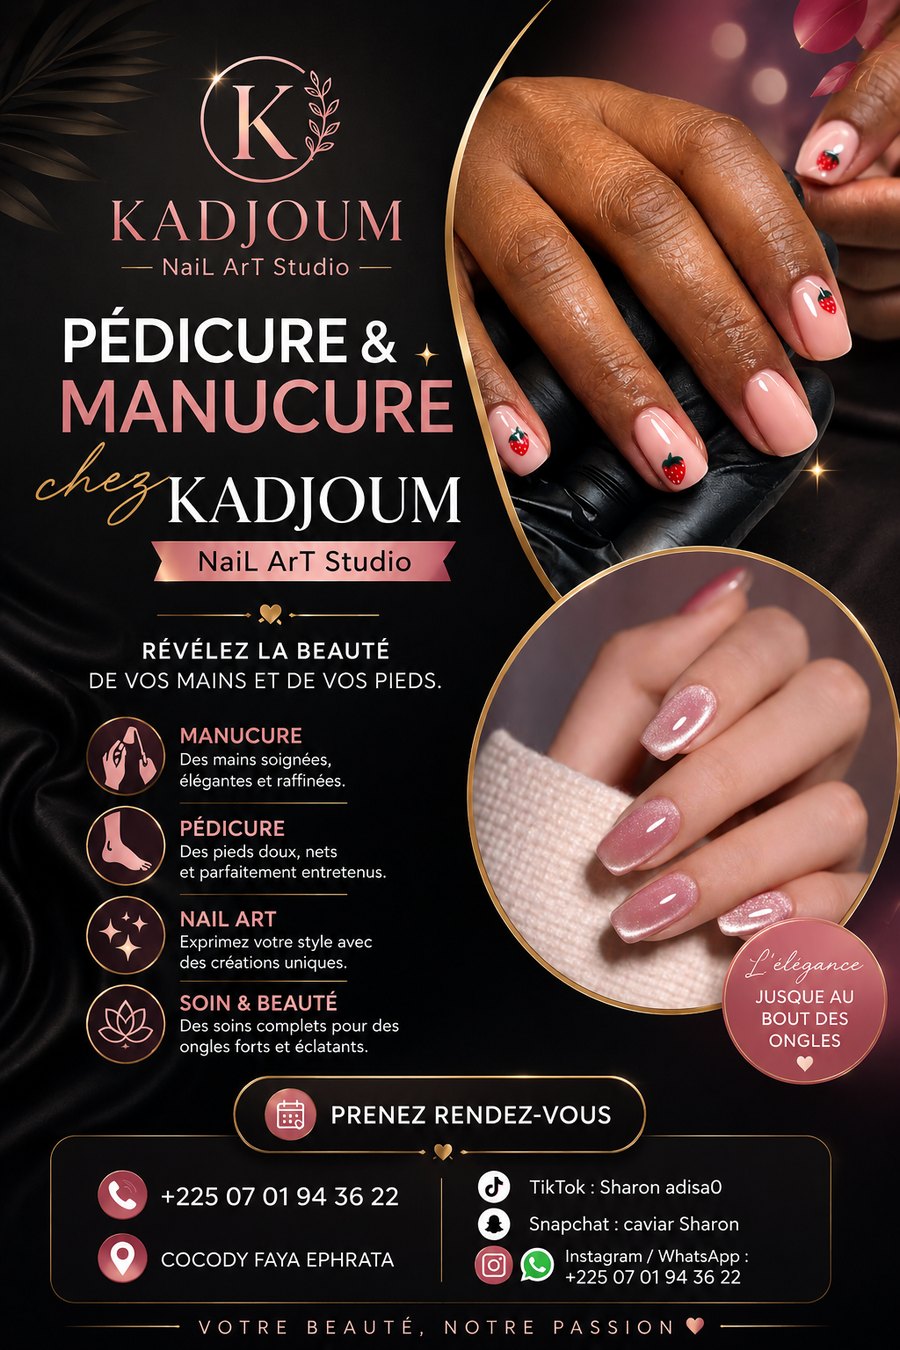 K
KADJOUM
NaiL ArT Studio
PÉDICURE &
MANUCURE
chez KADJOUM
NaiL ArT Studio
RÉVÉLEZ LA BEAUTÉ
DE VOS MAINS ET DE VOS PIEDS.
MANUCURE
Des mains soignées,
élégantes et raffinées.
PÉDICURE
Des pieds doux, nets
et parfaitement entretenus.
NAIL ART
Exprimez votre style avec
des créations uniques.
SOIN & BEAUTÉ
Des soins complets pour des
ongles forts et éclatants.
L'élégance
JUSQUE AU
BOUT DES
ONGLES
PRENEZ RENDEZ-VOUS
+225 07 01 94 36 22
COCODY FAYA EPHRATA
TikTok : Sharon adisa0
Snapchat : caviar Sharon
Instagram / WhatsApp :
+225 07 01 94 36 22
VOTRE BEAUTÉ, NOTRE PASSION